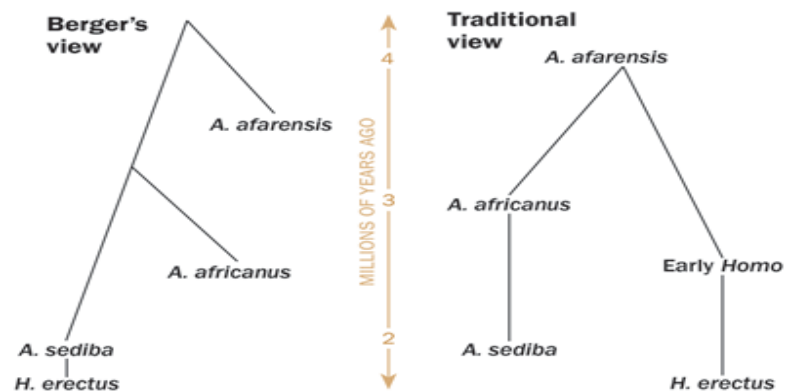 Berger's
view
A. afarensis
A. africanus
A. sediba
H. erectus
MILLIONS OF YEARS AGO
4
3
2
Traditional
view
A. afarensis
A. africanus
Early Homo
A. sediba
H. erectus